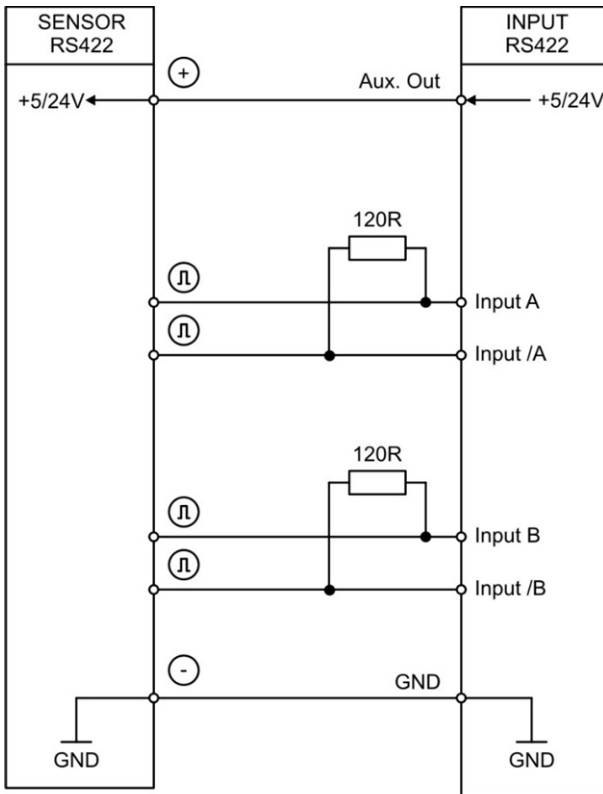 SENSOR
RS422
INPUT
RS422
+
Aux. Out
+5/24V
+5/24V
120R
Input A
Input /A
120R
Input B
Input /B
-
GND
GND
GND